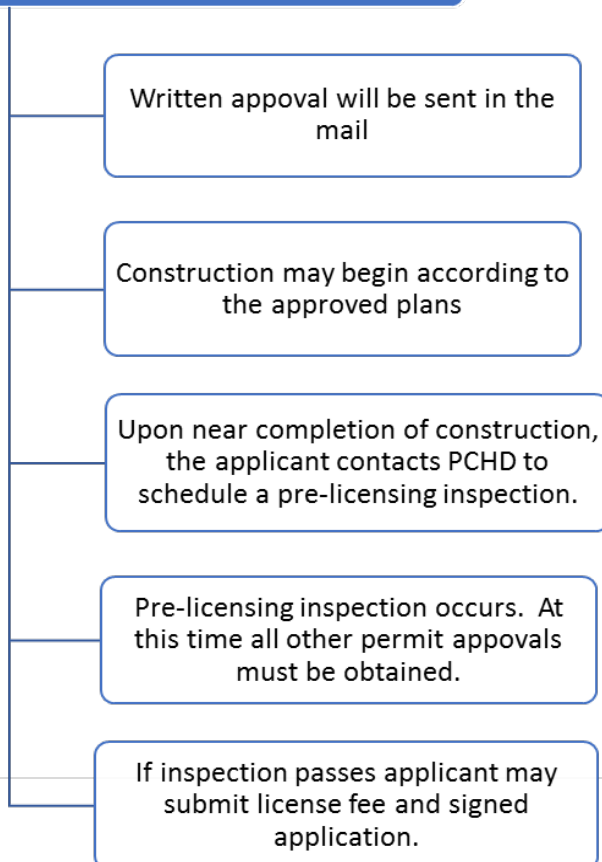 Written appoval will be sent in the
mail
Construction may begin according to
the approved plans
Upon near completion of construction,
the applicant contacts PCHD to
schedule a pre-licensing inspection.
Pre-licensing inspection occurs.  At
this time all other permit appovals
must be obtained.
If inspection passes applicant may
submit license fee and signed
application.